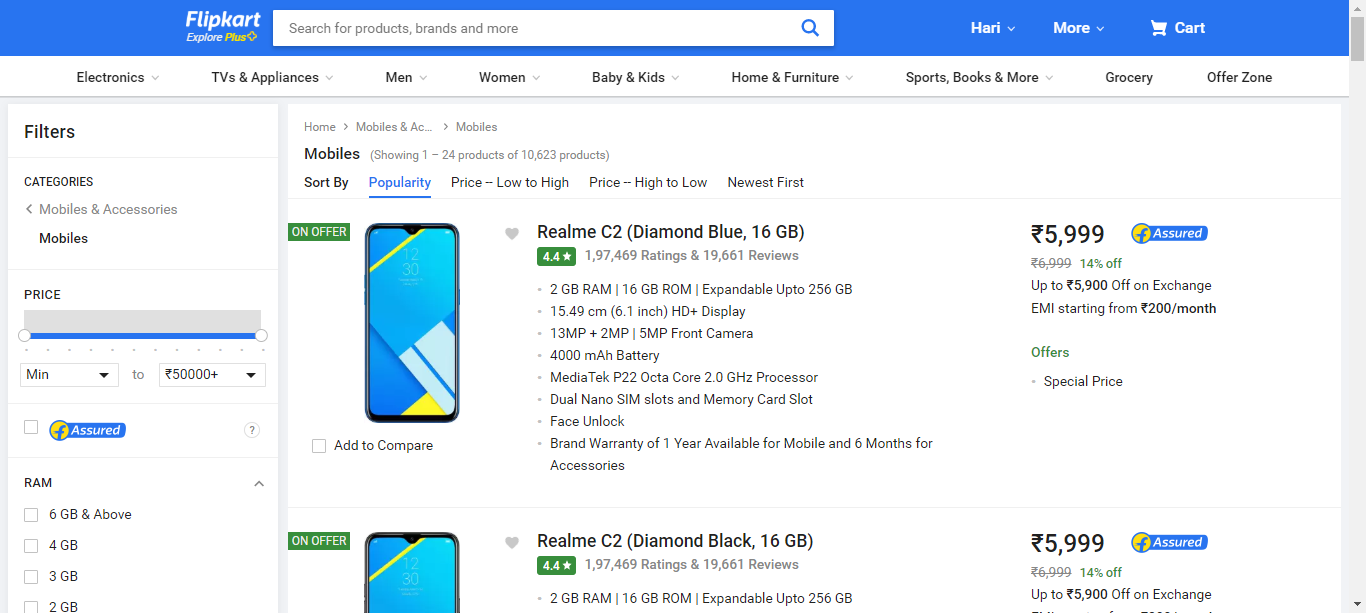 Flipkart
Explore Plus
Search for products, brands and more
Hari
More
Cart
Electronics
TVs & Appliances
Men
Women
Baby & Kids
Home & Furniture
Sports, Books & More
Grocery
Offer Zone
Filters
CATEGORIES
Mobiles & Accessories
Mobiles
PRICE
Min
to
₹50000+
Assured
?
RAM
6 GB & Above
4 GB
3 GB
2 GB
Home
Mobiles & Ac...
Mobiles
Mobiles (Showing 1 – 24 products of 10,623 products)
Sort By
Popularity
Price -- Low to High
Price -- High to Low
Newest First
ON OFFER
12
30
Add to Compare
Realme C2 (Diamond Blue, 16 GB)
4.4 ★ 1,97,469 Ratings & 19,661 Reviews
2 GB RAM | 16 GB ROM | Expandable Upto 256 GB
15.49 cm (6.1 inch) HD+ Display
13MP + 2MP | 5MP Front Camera
4000 mAh Battery
MediaTek P22 Octa Core 2.0 GHz Processor
Dual Nano SIM slots and Memory Card Slot
Face Unlock
Brand Warranty of 1 Year Available for Mobile and 6 Months for
Accessories
₹5,999
Assured
₹6,999 14% off
Up to ₹5,900 Off on Exchange
EMI starting from ₹200/month
Offers
Special Price
ON OFFER
12
30
Realme C2 (Diamond Black, 16 GB)
4.4 ★ 1,97,469 Ratings & 19,661 Reviews
2 GB RAM | 16 GB ROM | Expandable Upto 256 GB
₹5,999
Assured
₹6,999 14% off
Up to ₹5,900 Off on Exchange